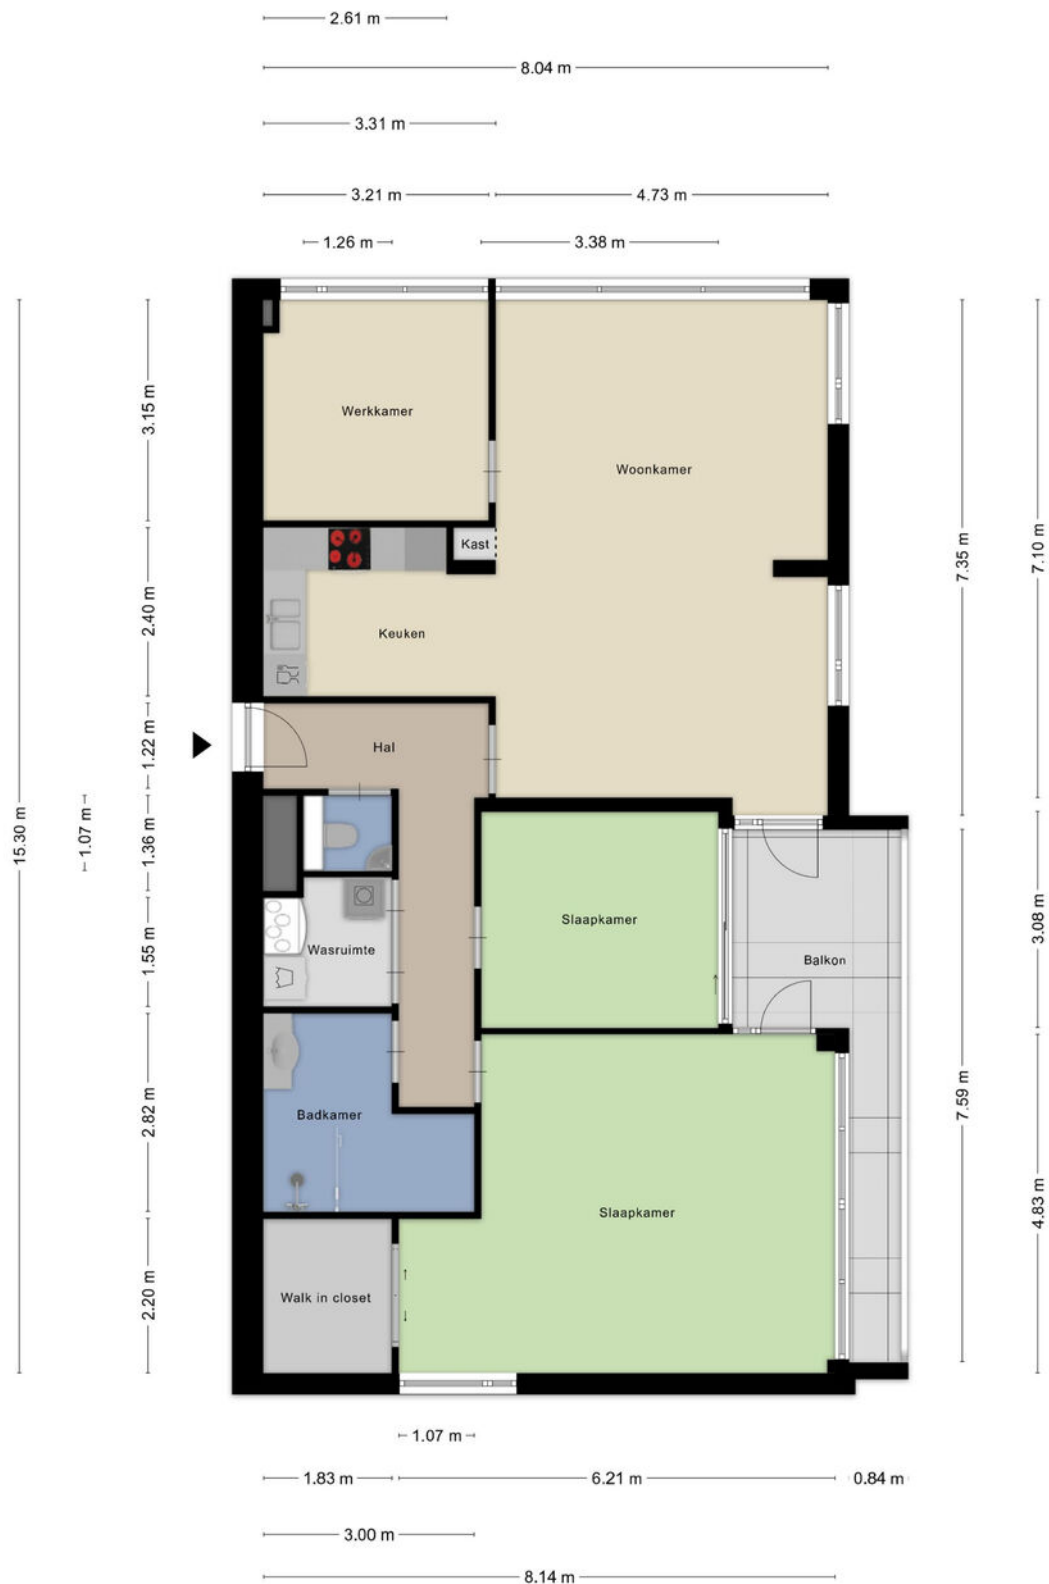 2.61 m
8.04 m
3.31 m
3.21 m
4.73 m
1.26 m
3.38 m
Werkkamer
Woonkamer
Kast
Keuken
Hal
Slaapkamer
Wasruimte
Balkon
Badkamer
Slaapkamer
Walk in closet
15.30 m
1.07 m
3.15 m
2.40 m
1.22 m
1.36 m
1.55 m
2.82 m
2.20 m
7.35 m
7.59 m
7.10 m
3.08 m
4.83 m
1.07 m
1.83 m
6.21 m
0.84 m
3.00 m
8.14 m